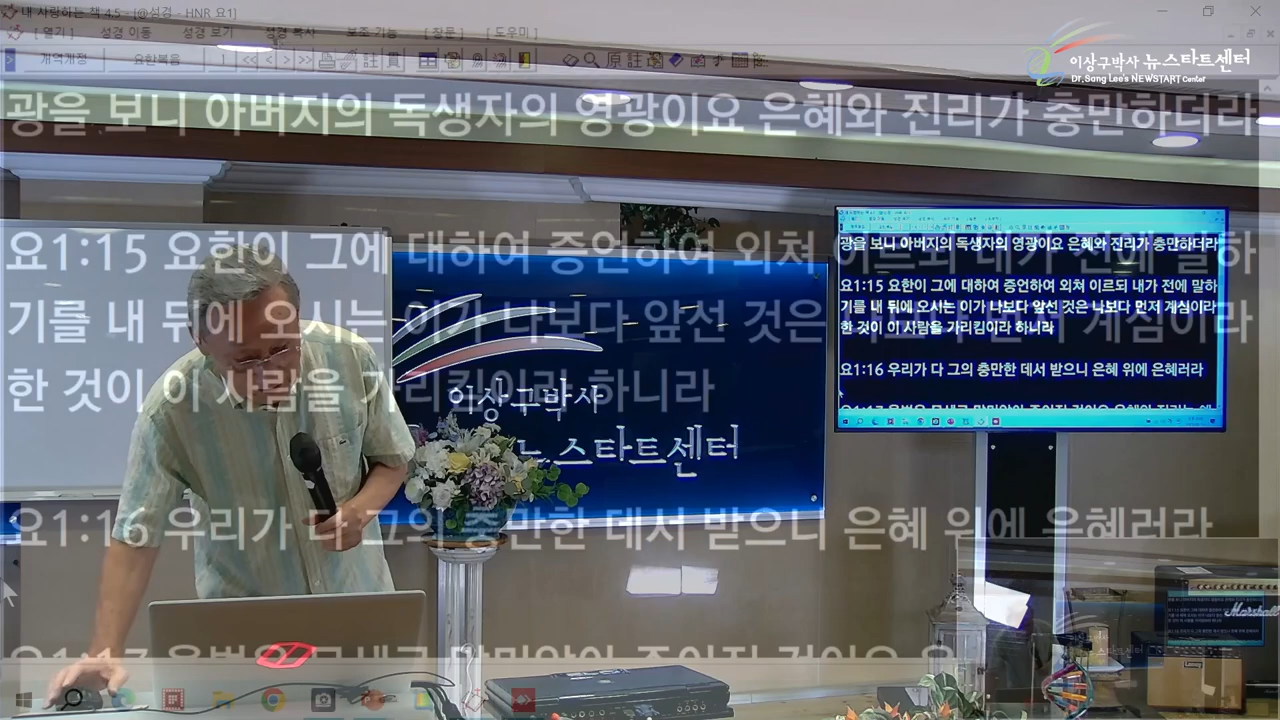 내 사랑하는 책 4.5 - [@성경 - HNR 요1]
[ 열기 ] 성경 이동 성경 보기 성경 복사 보조 기능 [ 창문 ] [ 도우미 ]
개역개정 요한복음 1
이상구박사 뉴스타트센터
Dr. Sang Lee's NEWSTART Center
광을 보니 아버지의 독생자의 영광이요 은혜와 진리가 충만하더라
요1:15 요한이 그에 대하여 증언하여 외쳐 이르되 내가 전에 말하
기를 내 뒤에 오시는 이가 나보다 앞선 것은 나보다 먼저 계심이라
한 것이 이 사람을 가리킴이라 하니라
요1:16 우리가 다 그의 충만한 데서 받으니 은혜 위에 은혜러라
이상구박사
뉴스타트센터
광을 보니 아버지의 독생자의 영광이요 은혜와 진리가 충만하더라
요1:15 요한이 그에 대하여 증언하여 외쳐 이르되 내가 전에 말하
기를 내 뒤에 오시는 이가 나보다 앞선 것은 나보다 먼저 계심이라
한 것이 이 사람을 가리킴이라 하니라
요1:16 우리가 다 그의 충만한 데서 받으니 은혜 위에 은혜러라
Marshall
Laney